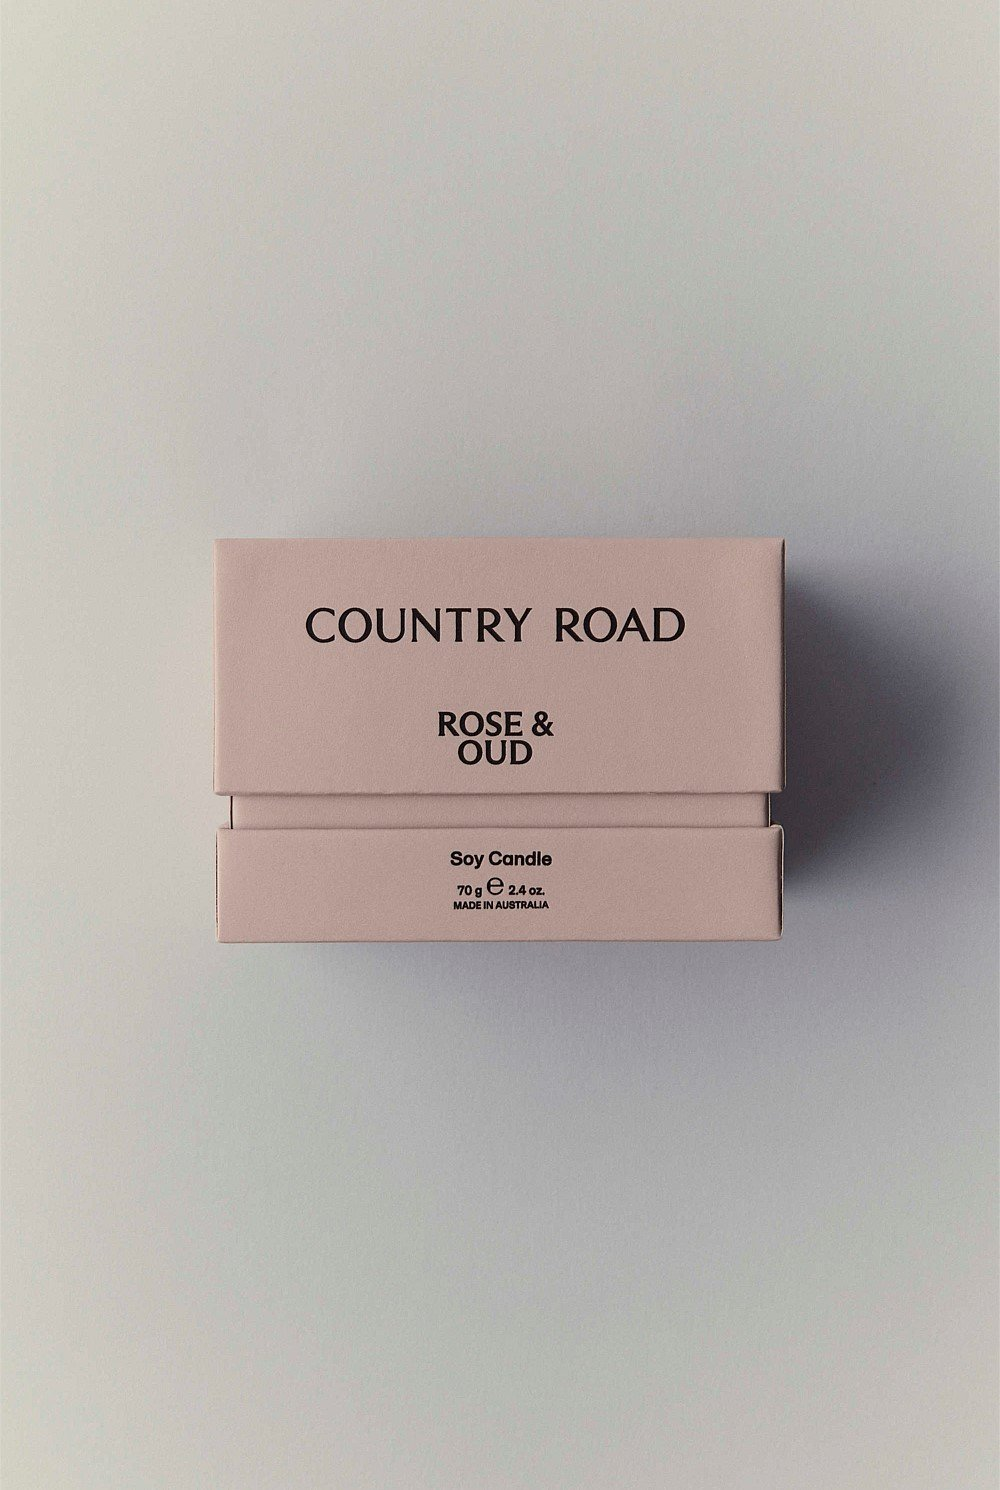 COUNTRY ROAD
ROSE &
OUD
Soy Candle
70 g ℮ 2.4 oz.
MADE IN AUSTRALIA